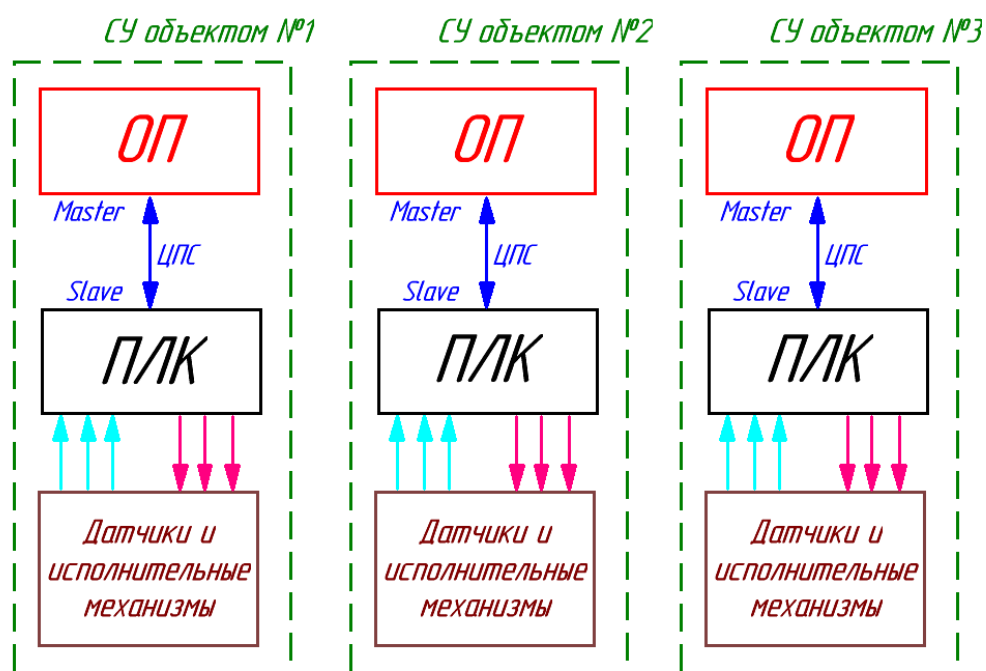 СУ объектом №1 СУ объектом №2 СУ объектом №3
ОП ОП ОП
Master Master Master
ЦПС ЦПС ЦПС
Slave Slave Slave
ПЛК ПЛК ПЛК
Датчики и Датчики и Датчики и
исполнительные исполнительные исполнительные
механизмы механизмы механизмы